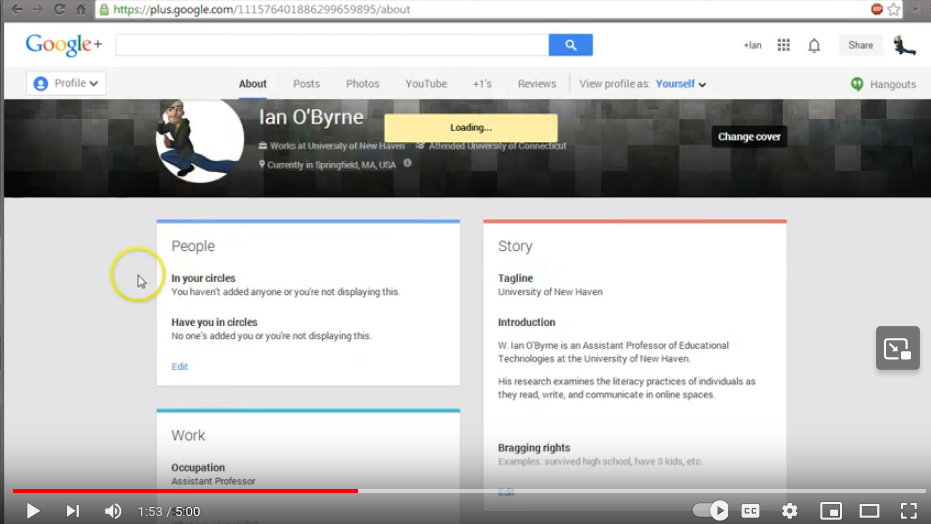 https://plus.google.com/111576401886299659895/about
Google+
+Ian
Share
Profile
About
Posts
Photos
YouTube
+1's
Reviews
View profile as: Yourself
Hangouts
Ian O'Byrne
Loading...
Works at University of New Haven
Attended University of Connecticut
Change cover
Currently in Springfield, MA, USA
People
In your circles
You haven't added anyone or you're not displaying this.
Have you in circles
No one's added you or you're not displaying this.
Edit
Work
Occupation
Assistant Professor
Story
Tagline
University of New Haven
Introduction
W. Ian O'Byrne is an Assistant Professor of Educational
Technologies at the University of New Haven.
His research examines the literacy practices of individuals as
they read, write, and communicate in online spaces.
Bragging rights
Examples: survived high school, have 3 kids, etc.
Edit
1:53 / 5:00
CC